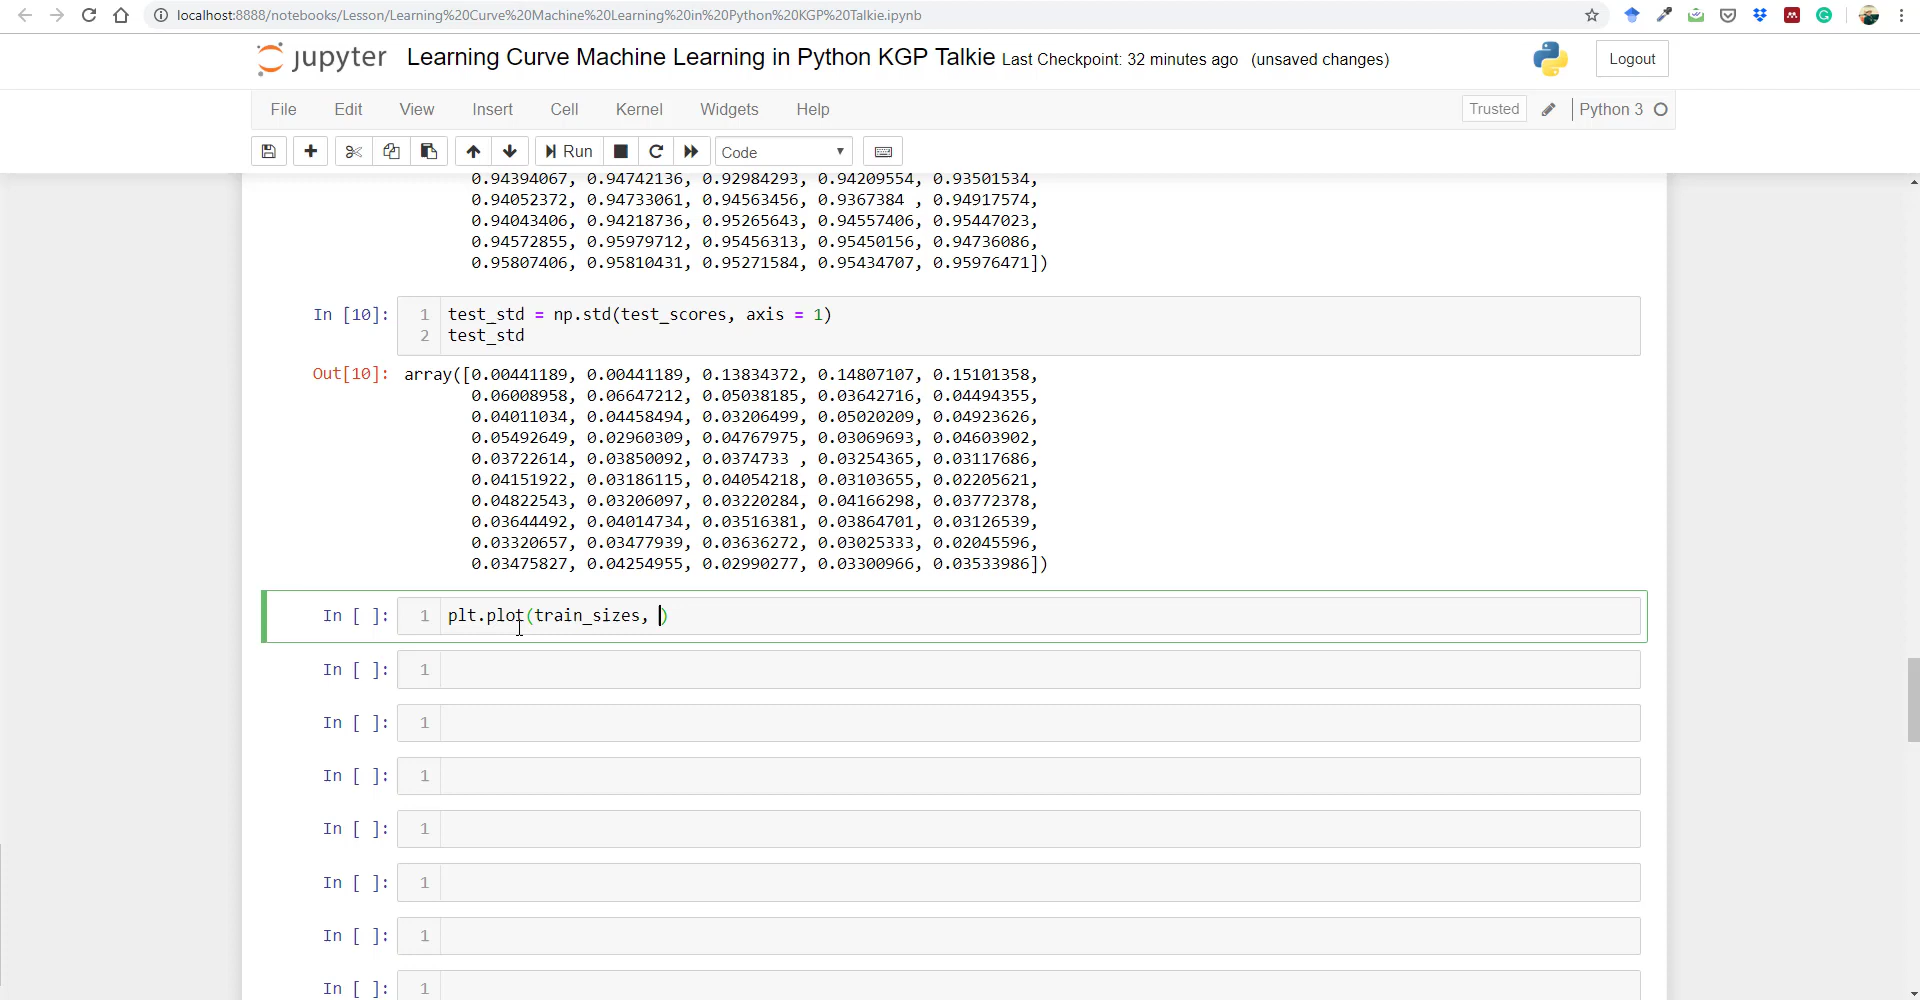 localhost:8888/notebooks/Lesson/Learning%20Curve%20Machine%20Learning%20in%20Python%20KGP%20Talkie.ipynb
jupyter Learning Curve Machine Learning in Python KGP Talkie Last Checkpoint: 32 minutes ago (unsaved changes) Logout
File Edit View Insert Cell Kernel Widgets Help Trusted Python 3
Run Code
0.94394067, 0.94742136, 0.92984293, 0.94209554, 0.93501534,
0.94052372, 0.94733061, 0.94563456, 0.9367384 , 0.94917574,
0.94043406, 0.94218736, 0.95265643, 0.94557406, 0.95447023,
0.94572855, 0.95979712, 0.95456313, 0.95450156, 0.94736086,
0.95807406, 0.95810431, 0.95271584, 0.95434707, 0.95976471])
In [10]: 1 test_std = np.std(test_scores, axis = 1)
2 test_std
Out[10]: array([0.00441189, 0.00441189, 0.13834372, 0.14807107, 0.15101358,
0.06008958, 0.06647212, 0.05038185, 0.03642716, 0.04494355,
0.04011034, 0.04458494, 0.03206499, 0.05020209, 0.04923626,
0.05492649, 0.02960309, 0.04767975, 0.03069693, 0.04603902,
0.03722614, 0.03850092, 0.0374733 , 0.03254365, 0.03117686,
0.04151922, 0.03186115, 0.04054218, 0.03103655, 0.02205621,
0.04822543, 0.03206097, 0.03220284, 0.04166298, 0.03772378,
0.03644492, 0.04014734, 0.03516381, 0.03864701, 0.03126539,
0.03320657, 0.03477939, 0.03636272, 0.03025333, 0.02045596,
0.03475827, 0.04254955, 0.02990277, 0.03300966, 0.03533986])
In [ ]: 1 plt.plot(train_sizes, )
In [ ]: 1
In [ ]: 1
In [ ]: 1
In [ ]: 1
In [ ]: 1
In [ ]: 1
In [ ]: 1